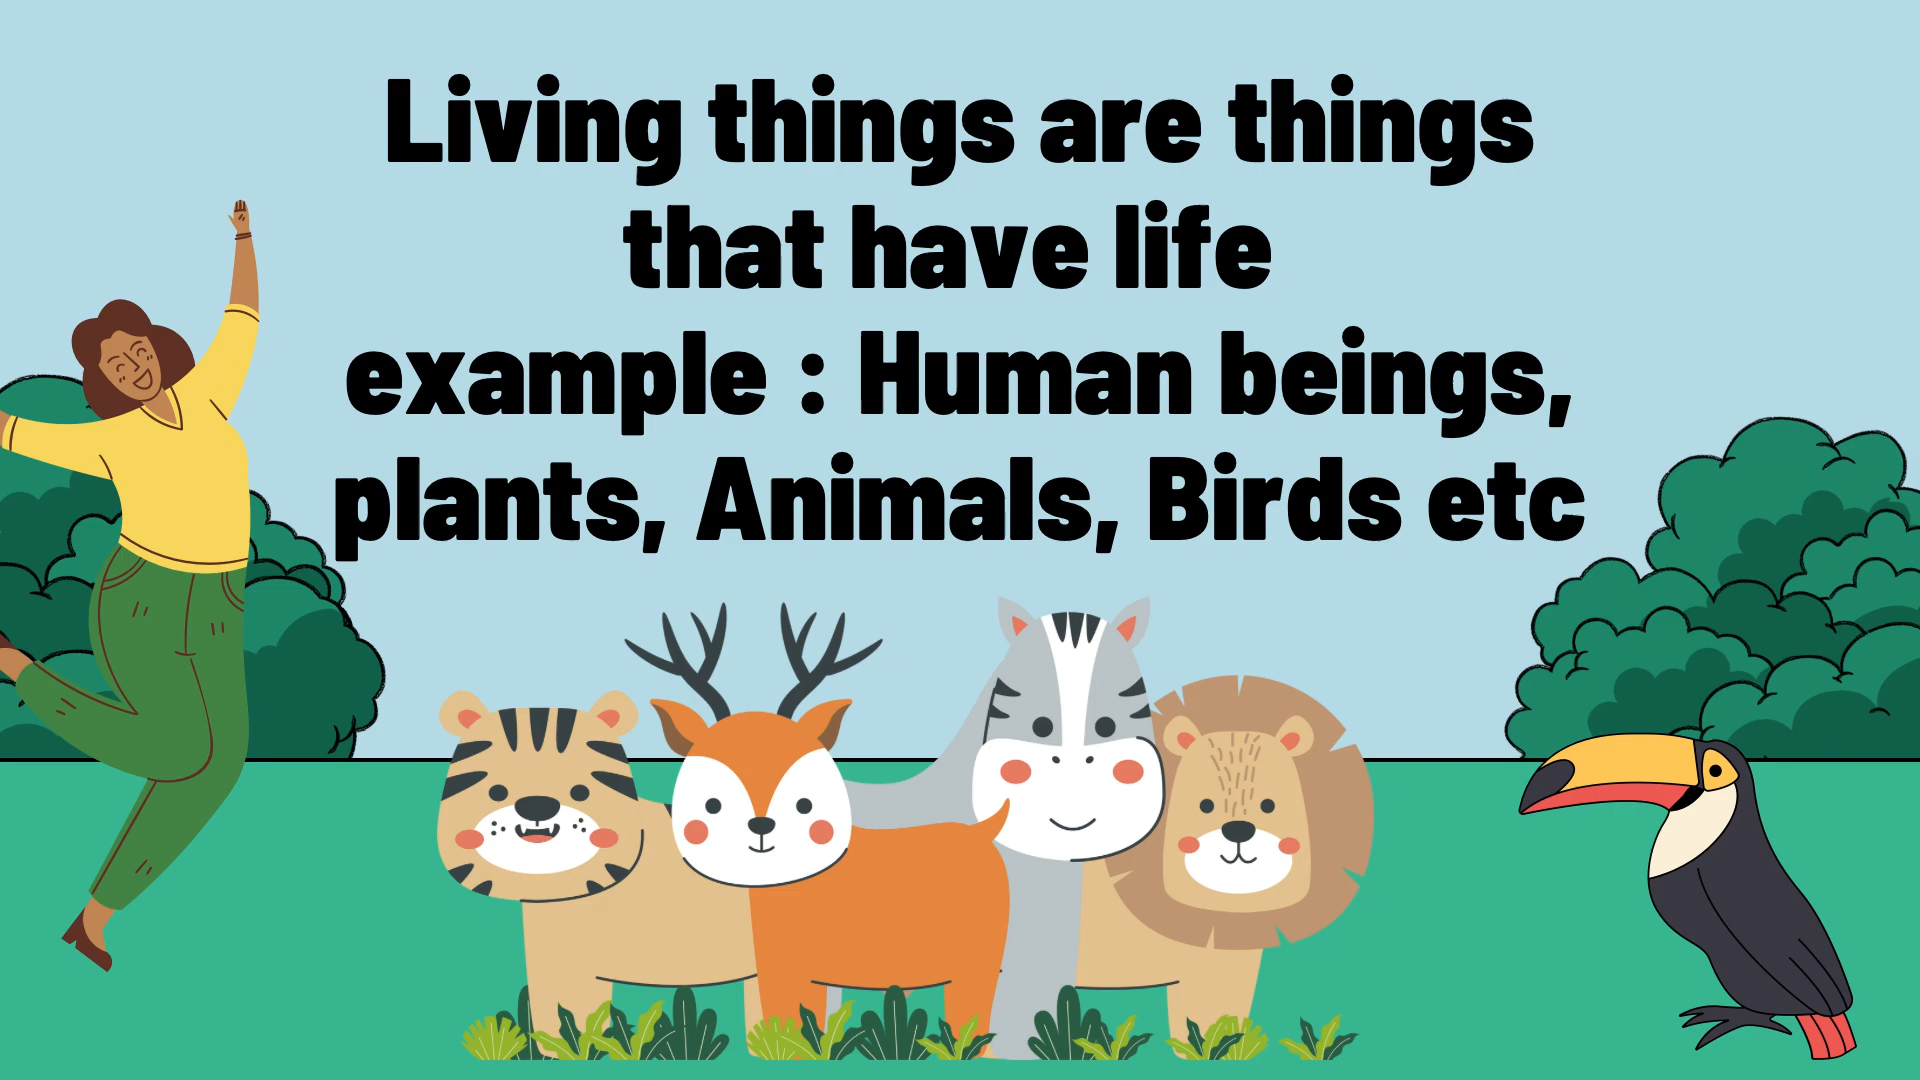 Living things are things
that have life
example : Human beings,
plants, Animals, Birds etc